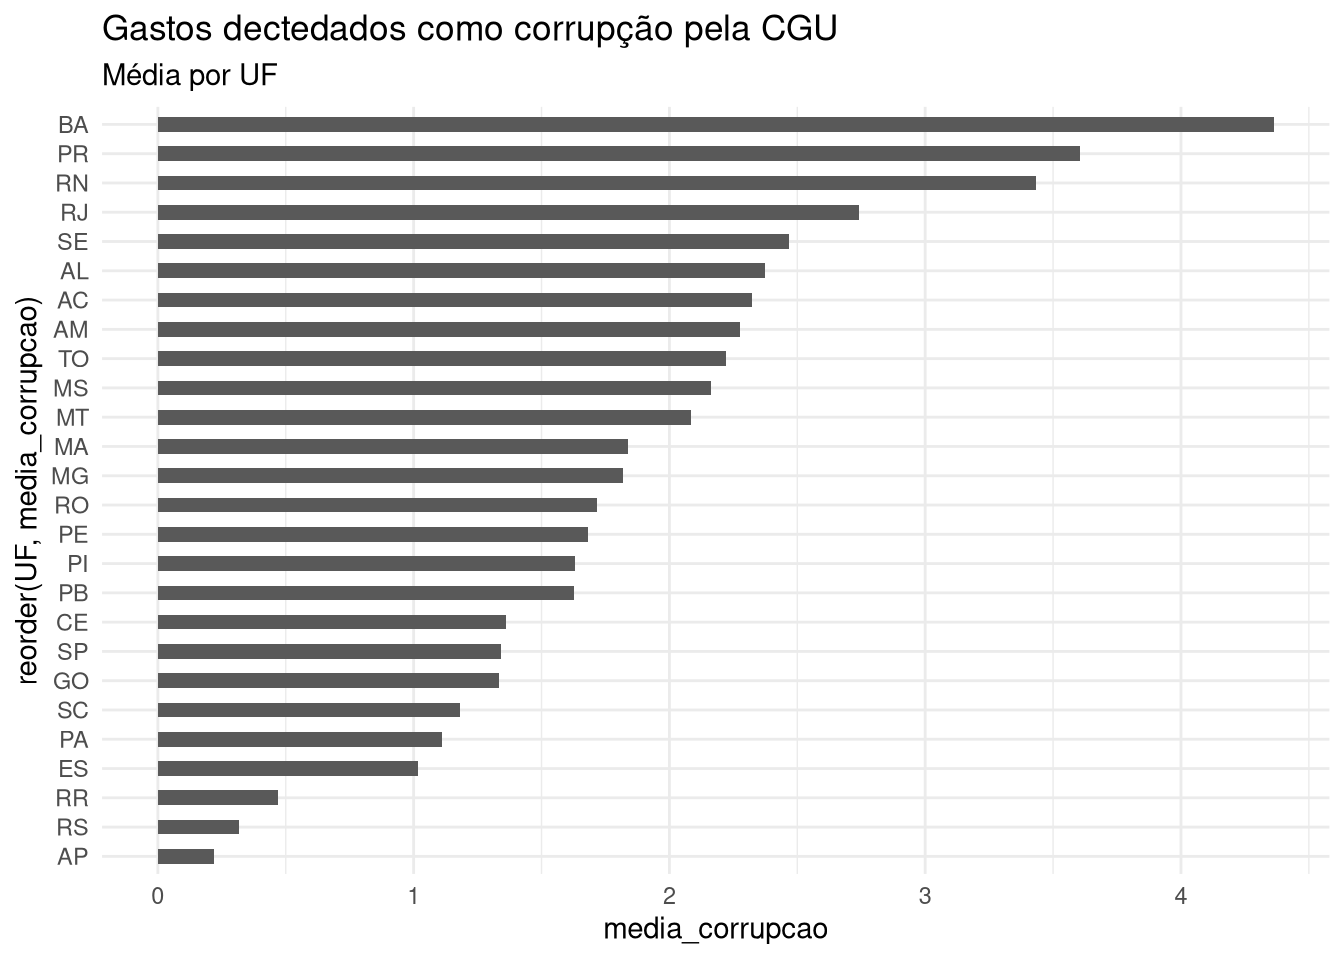 Gastos dectedados como corrupção pela CGU
Média por UF
reorder(UF, media_corrupcao)
BA
PR
RN
RJ
SE
AL
AC
AM
TO
MS
MT
MA
MG
RO
PE
PI
PB
CE
SP
GO
SC
PA
ES
RR
RS
AP
0 1 2 3 4
media_corrupcao